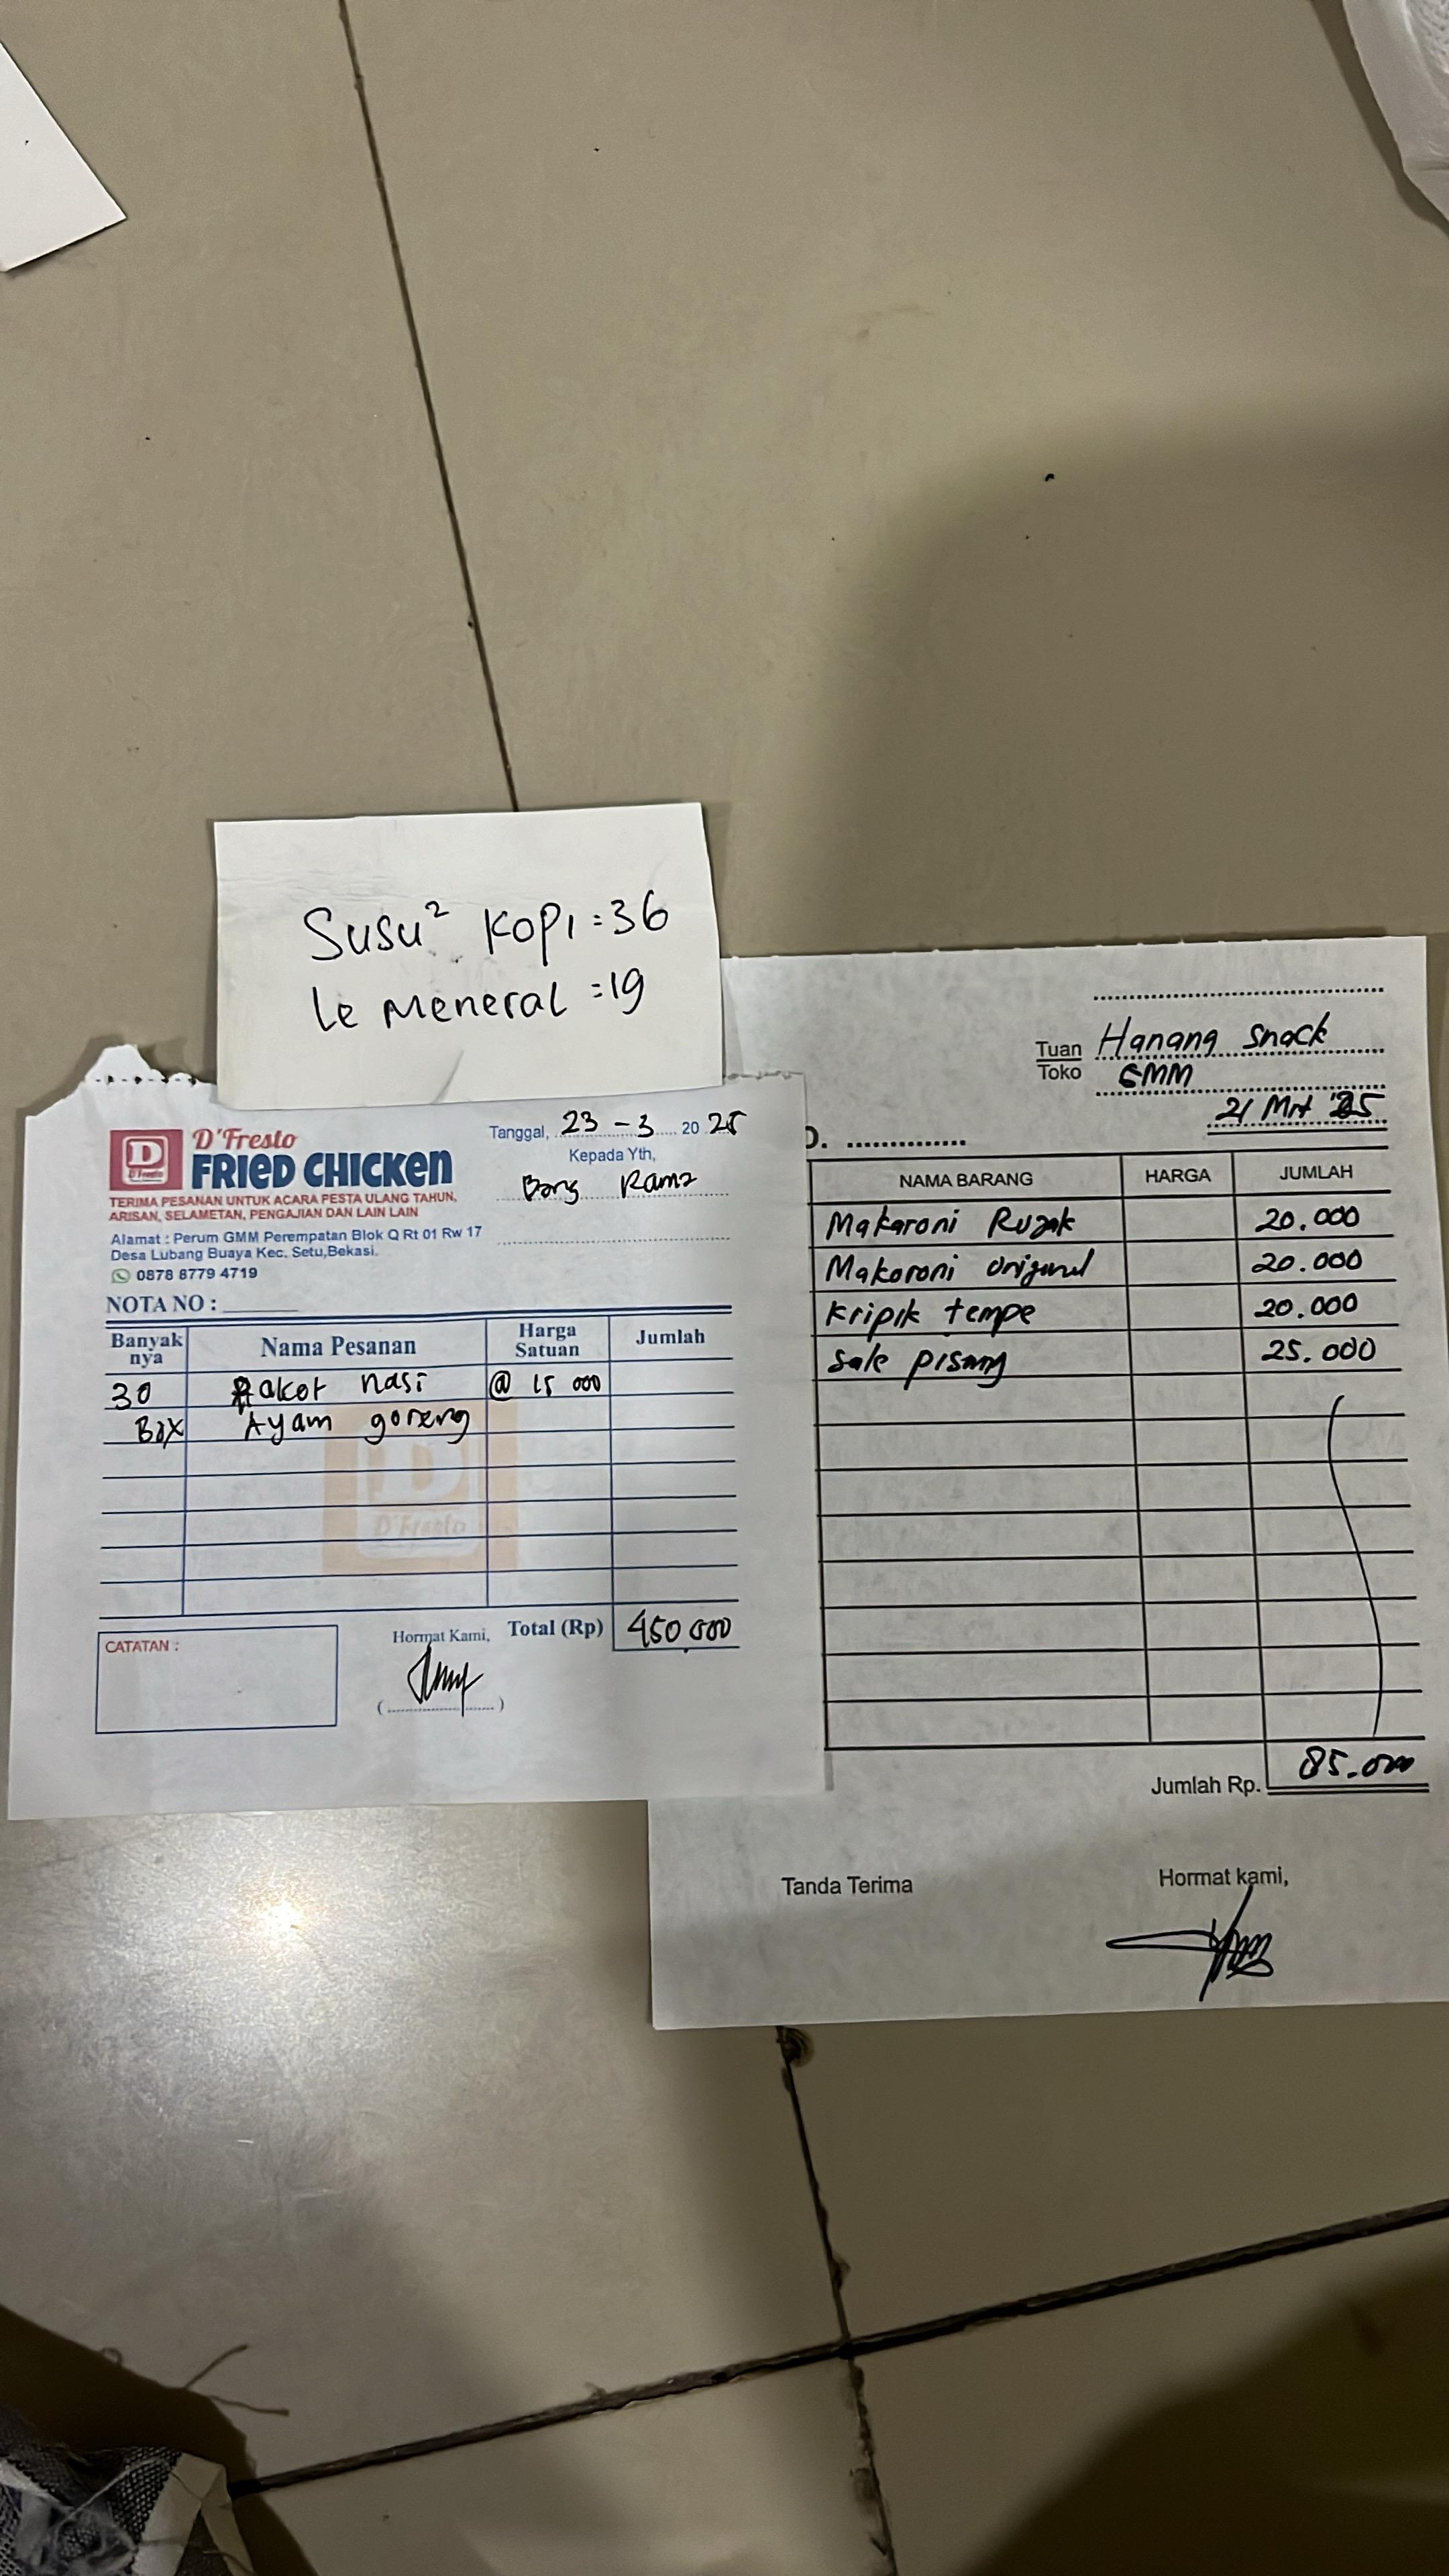 Susu² Kopi = 36
Le Meneral = 19
D'Fresto
FRIED CHICKEN
TERIMA PESANAN UNTUK ACARA PESTA ULANG TAHUN,
ARISAN, SELAMETAN, PENGAJIAN DAN LAIN LAIN
Alamat : Perum GMM Perempatan Blok Q Rt 01 Rw 17
Desa Lubang Buaya Kec. Setu,Bekasi.
0878 8779 4719
NOTA NO :
Tanggal, 23 - 3 20 25
Kepada Yth,
Bang Rama
Banyak nya Nama Pesanan Harga Satuan Jumlah
30 Paket nasi @ 15 000
Box Ayam goreng
D'Fresto
CATATAN :
Hormat Kami, Total (Rp) 450.000
Tuan Toko Hanang Snack
GMM
21 Mrt '25
NAMA BARANG HARGA JUMLAH
Makaroni Rujak 20.000
Makaroni original 20.000
Kripik tempe 20.000
Sale pisang 25.000
Jumlah Rp. 85.000
Tanda Terima Hormat kami,